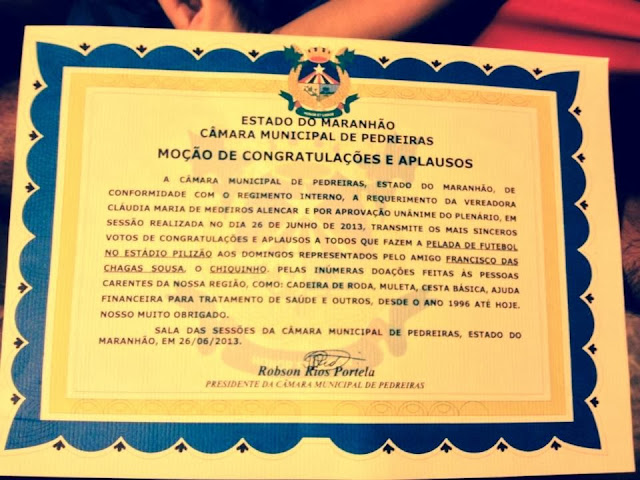 ESTADO DO MARANHÃO
CÂMARA MUNICIPAL DE PEDREIRAS
MOÇÃO DE CONGRATULAÇÕES E APLAUSOS
A CÂMARA MUNICIPAL DE PEDREIRAS, ESTADO DO MARANHÃO, DE
CONFORMIDADE COM O REGIMENTO INTERNO, A REQUERIMENTO DA VEREADORA
CLÁUDIA MARIA DE MEDEIROS ALENCAR E POR APROVAÇÃO UNÂNIME DO PLENÁRIO, EM
SESSÃO REALIZADA NO DIA 26 DE JUNHO DE 2013, TRANSMITE OS MAIS SINCEROS
VOTOS DE CONGRATULAÇÕES E APLAUSOS A TODOS QUE FAZEM A PELADA DE FUTEBOL
NO ESTÁDIO PILIZÃO AOS DOMINGOS REPRESENTADOS PELO AMIGO FRANCISCO DAS
CHAGAS SOUSA, O CHIQUINHO. PELAS INÚMERAS DOAÇÕES FEITAS ÀS PESSOAS
CARENTES DA NOSSA REGIÃO, COMO: CADEIRA DE RODA, MULETA, CESTA BÁSICA, AJUDA
FINANCEIRA PARA TRATAMENTO DE SAÚDE E OUTROS, DESDE O ANO 1996 ATÉ HOJE.
NOSSO MUITO OBRIGADO.
SALA DAS SESSÕES DA CÂMARA MUNICIPAL DE PEDREIRAS, ESTADO DO
MARANHÃO, EM 26/06/2013.
Robson Rios Portela
PRESIDENTE DA CÂMARA MUNICIPAL DE PEDREIRAS